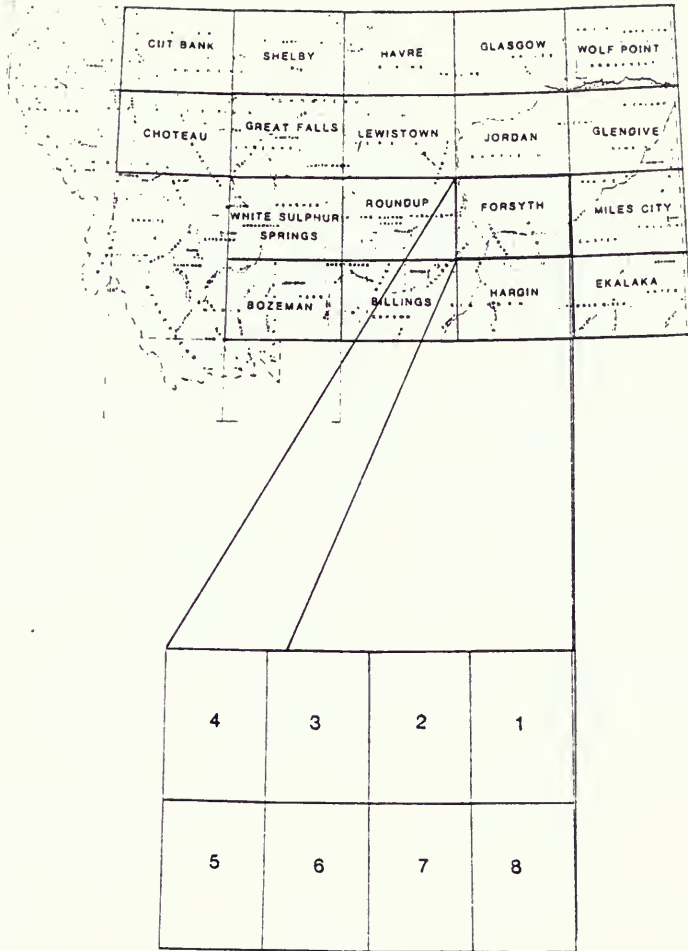 CUT BANK SHELBY HAVRE GLASGOW WOLF POINT
CHOTEAU GREAT FALLS LEWISTOWN JORDAN GLENDIVE
WHITE SULPHUR SPRINGS ROUNDUP FORSYTH MILES CITY
BOZEMAN BILLINGS HARGIN EKALAKA
4 3 2 1
5 6 7 8